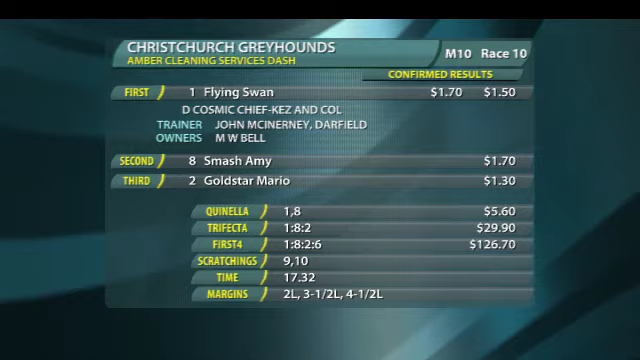 CHRISTCHURCH GREYHOUNDS
AMBER CLEANING SERVICES DASH
M10 Race 10
CONFIRMED RESULTS
FIRST 1 Flying Swan $1.70 $1.50
D COSMIC CHIEF-KEZ AND COL
TRAINER JOHN MCINERNEY, DARFIELD
OWNERS M W BELL
SECOND 8 Smash Amy $1.70
THIRD 2 Goldstar Mario $1.30
QUINELLA 1,8 $5.60
TRIFECTA 1:8:2 $29.90
FIRST4 1:8:2:6 $126.70
SCRATCHINGS 9,10
TIME 17.32
MARGINS 2L, 3-1/2L, 4-1/2L